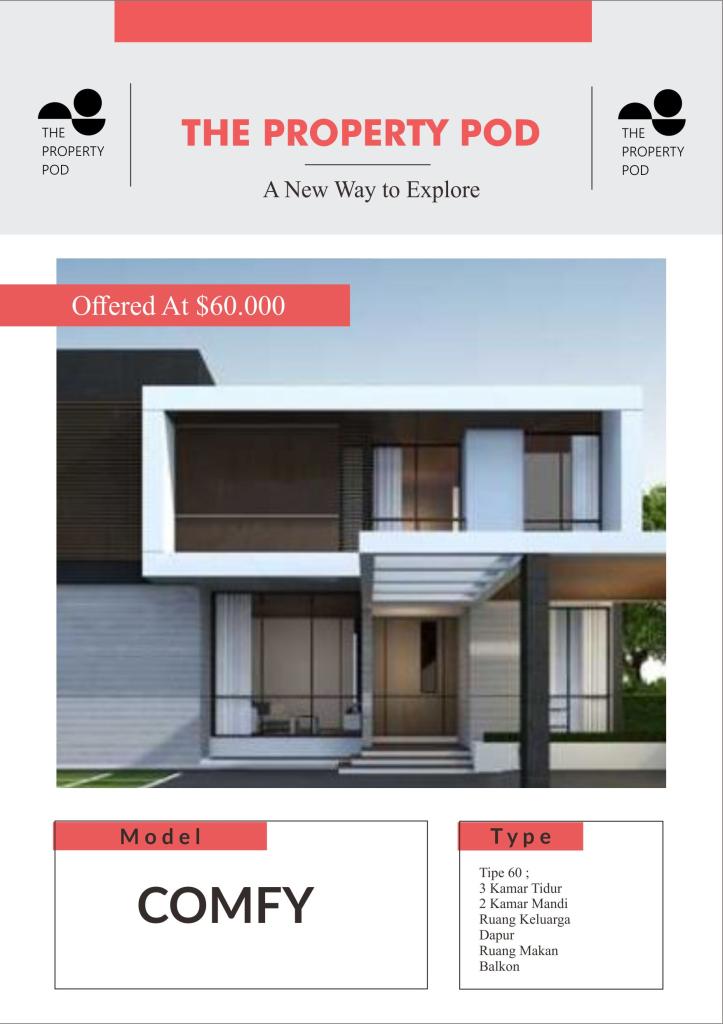 THE
PROPERTY
POD
THE PROPERTY POD
A New Way to Explore
THE
PROPERTY
POD
Offered At $60.000
Model
COMFY
Type
Tipe 60 ;
3 Kamar Tidur
2 Kamar Mandi
Ruang Keluarga
Dapur
Ruang Makan
Balkon